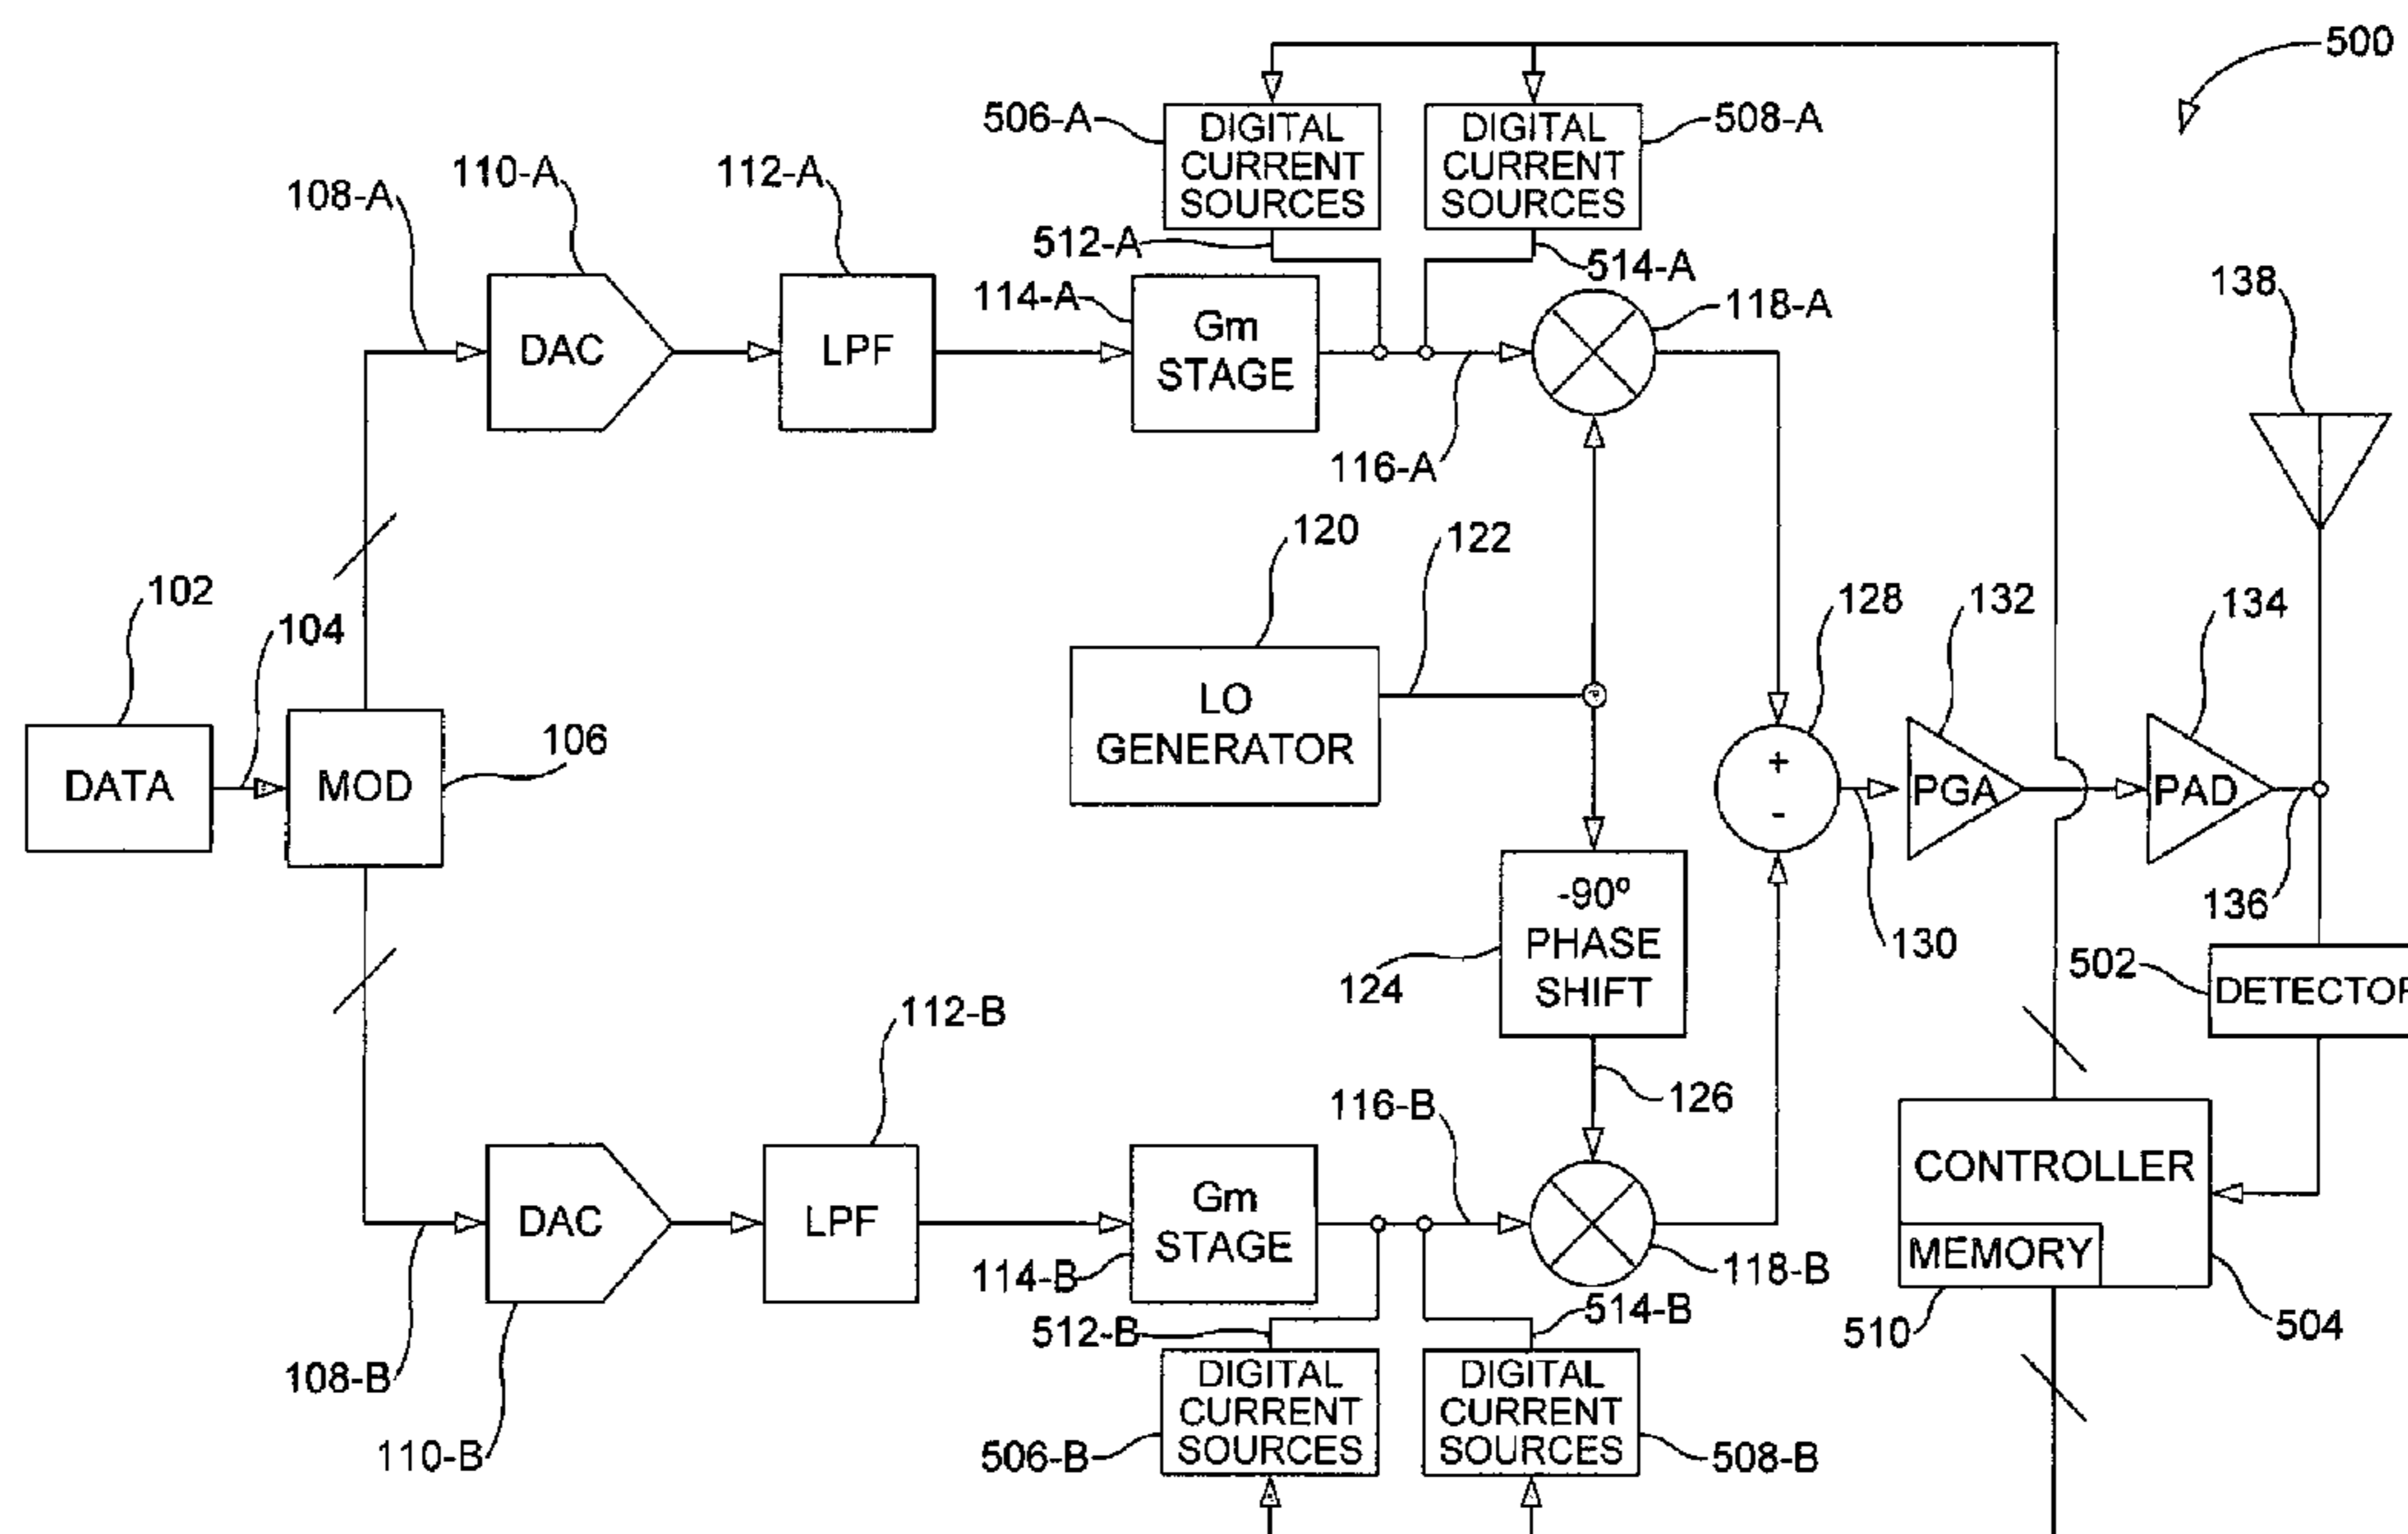 500
506-A
DIGITAL
CURRENT
SOURCES
DIGITAL
CURRENT
SOURCES
508-A
108-A
110-A
112-A
512-A
514-A
114-A
118-A
138
DAC
LPF
Gm
STAGE
116-A
120
122
102
104
128
132
134
LO
GENERATOR
106
DATA
MOD
+
-
PGA
PAD
-90º
PHASE
SHIFT
124
130
136
502
112-B
116-B
126
CONTROLLER
MEMORY
DAC
LPF
Gm
STAGE
114-B
118-B
512-B
514-B
510
504
108-B
110-B
506-B
DIGITAL
CURRENT
SOURCES
DIGITAL
CURRENT
SOURCES
508-B